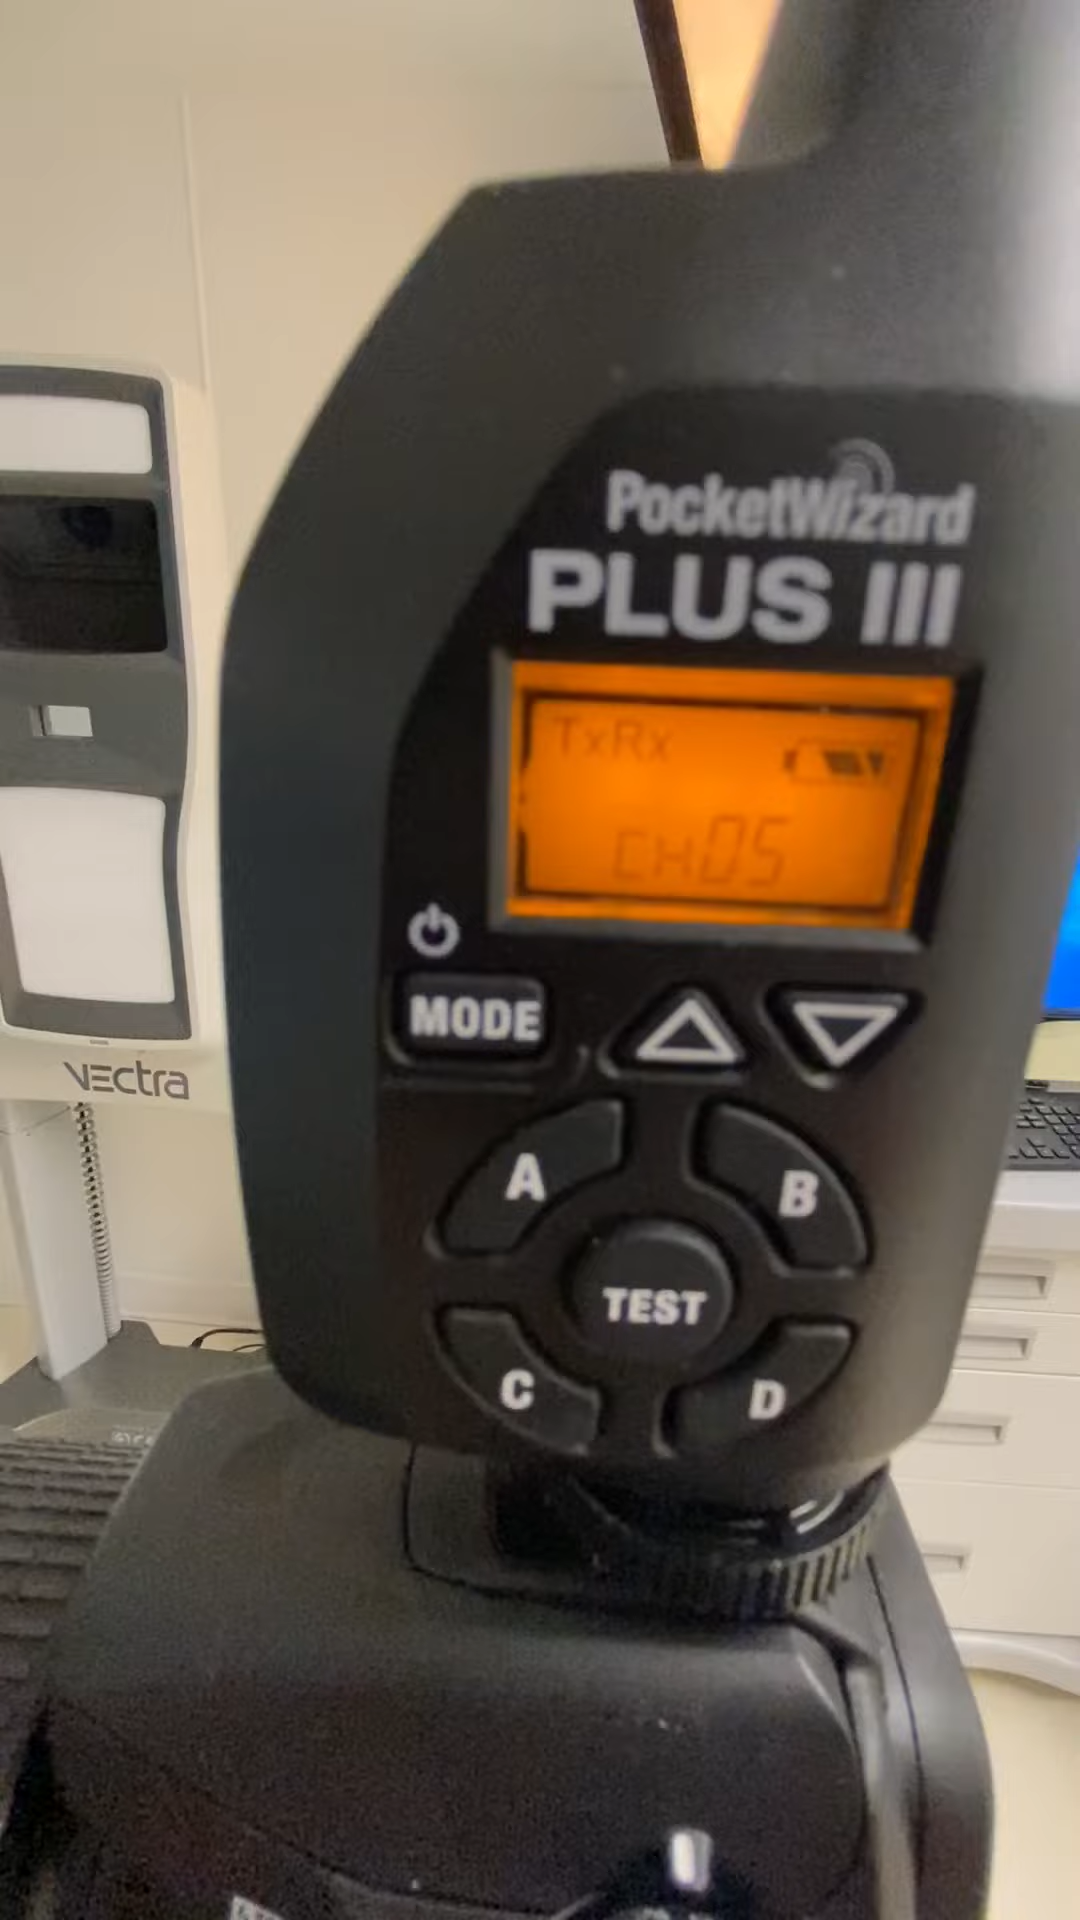 PocketWizard
PLUS III
TxRx
CH05
MODE
A
B
TEST
C
D
VECTRA